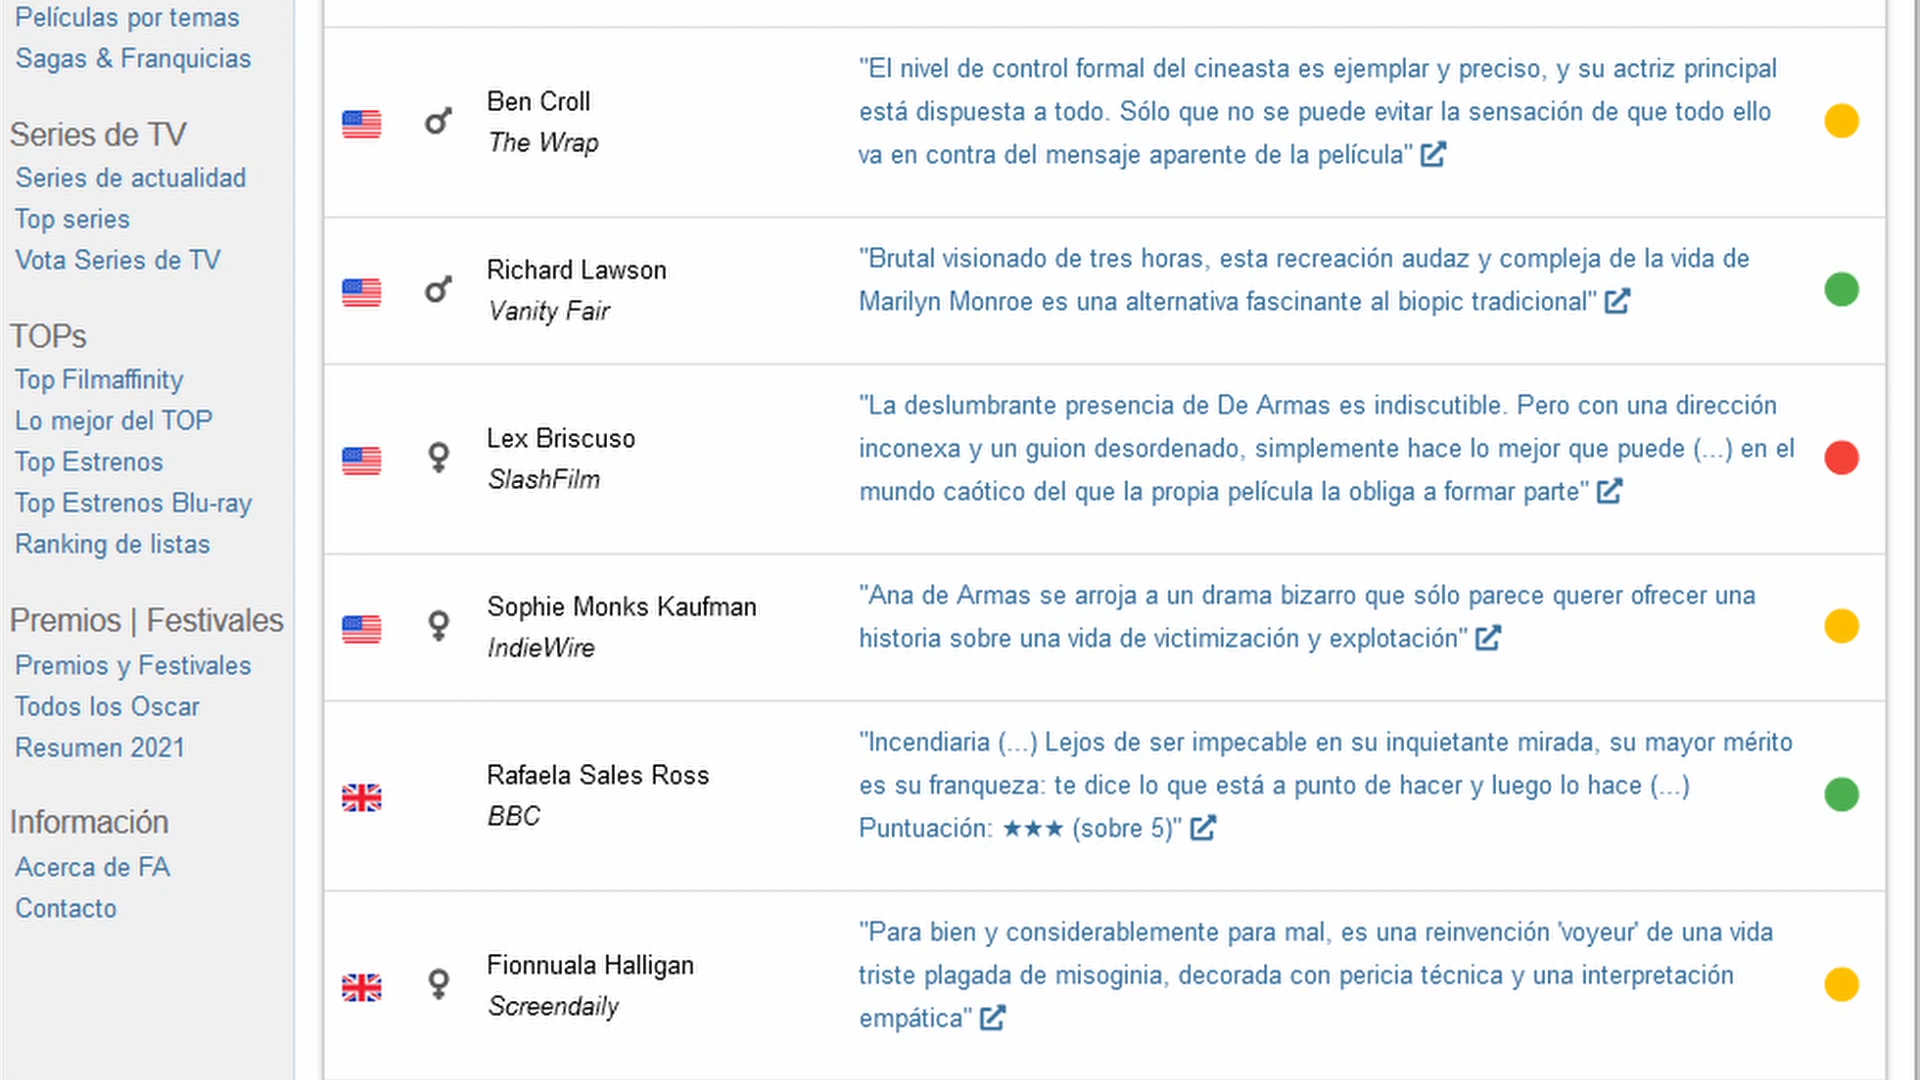 Películas por temas
Sagas & Franquicias
Series de TV
Series de actualidad
Top series
Vota Series de TV
TOPs
Top Filmaffinity
Lo mejor del TOP
Top Estrenos
Top Estrenos Blu-ray
Ranking de listas
Premios | Festivales
Premios y Festivales
Todos los Oscar
Resumen 2021
Información
Acerca de FA
Contacto
Ben Croll
The Wrap
"El nivel de control formal del cineasta es ejemplar y preciso, y su actriz principal
está dispuesta a todo. Sólo que no se puede evitar la sensación de que todo ello
va en contra del mensaje aparente de la película"
Richard Lawson
Vanity Fair
"Brutal visionado de tres horas, esta recreación audaz y compleja de la vida de
Marilyn Monroe es una alternativa fascinante al biopic tradicional"
Lex Briscuso
SlashFilm
"La deslumbrante presencia de De Armas es indiscutible. Pero con una dirección
inconexa y un guion desordenado, simplemente hace lo mejor que puede (...) en el
mundo caótico del que la propia película la obliga a formar parte"
Sophie Monks Kaufman
IndieWire
"Ana de Armas se arroja a un drama bizarro que sólo parece querer ofrecer una
historia sobre una vida de victimización y explotación"
Rafaela Sales Ross
BBC
"Incendiaria (...) Lejos de ser impecable en su inquietante mirada, su mayor mérito
es su franqueza: te dice lo que está a punto de hacer y luego lo hace (...)
Puntuación: ★★★ (sobre 5)"
Fionnuala Halligan
Screendaily
"Para bien y considerablemente para mal, es una reinvención 'voyeur' de una vida
triste plagada de misoginia, decorada con pericia técnica y una interpretación
empática"